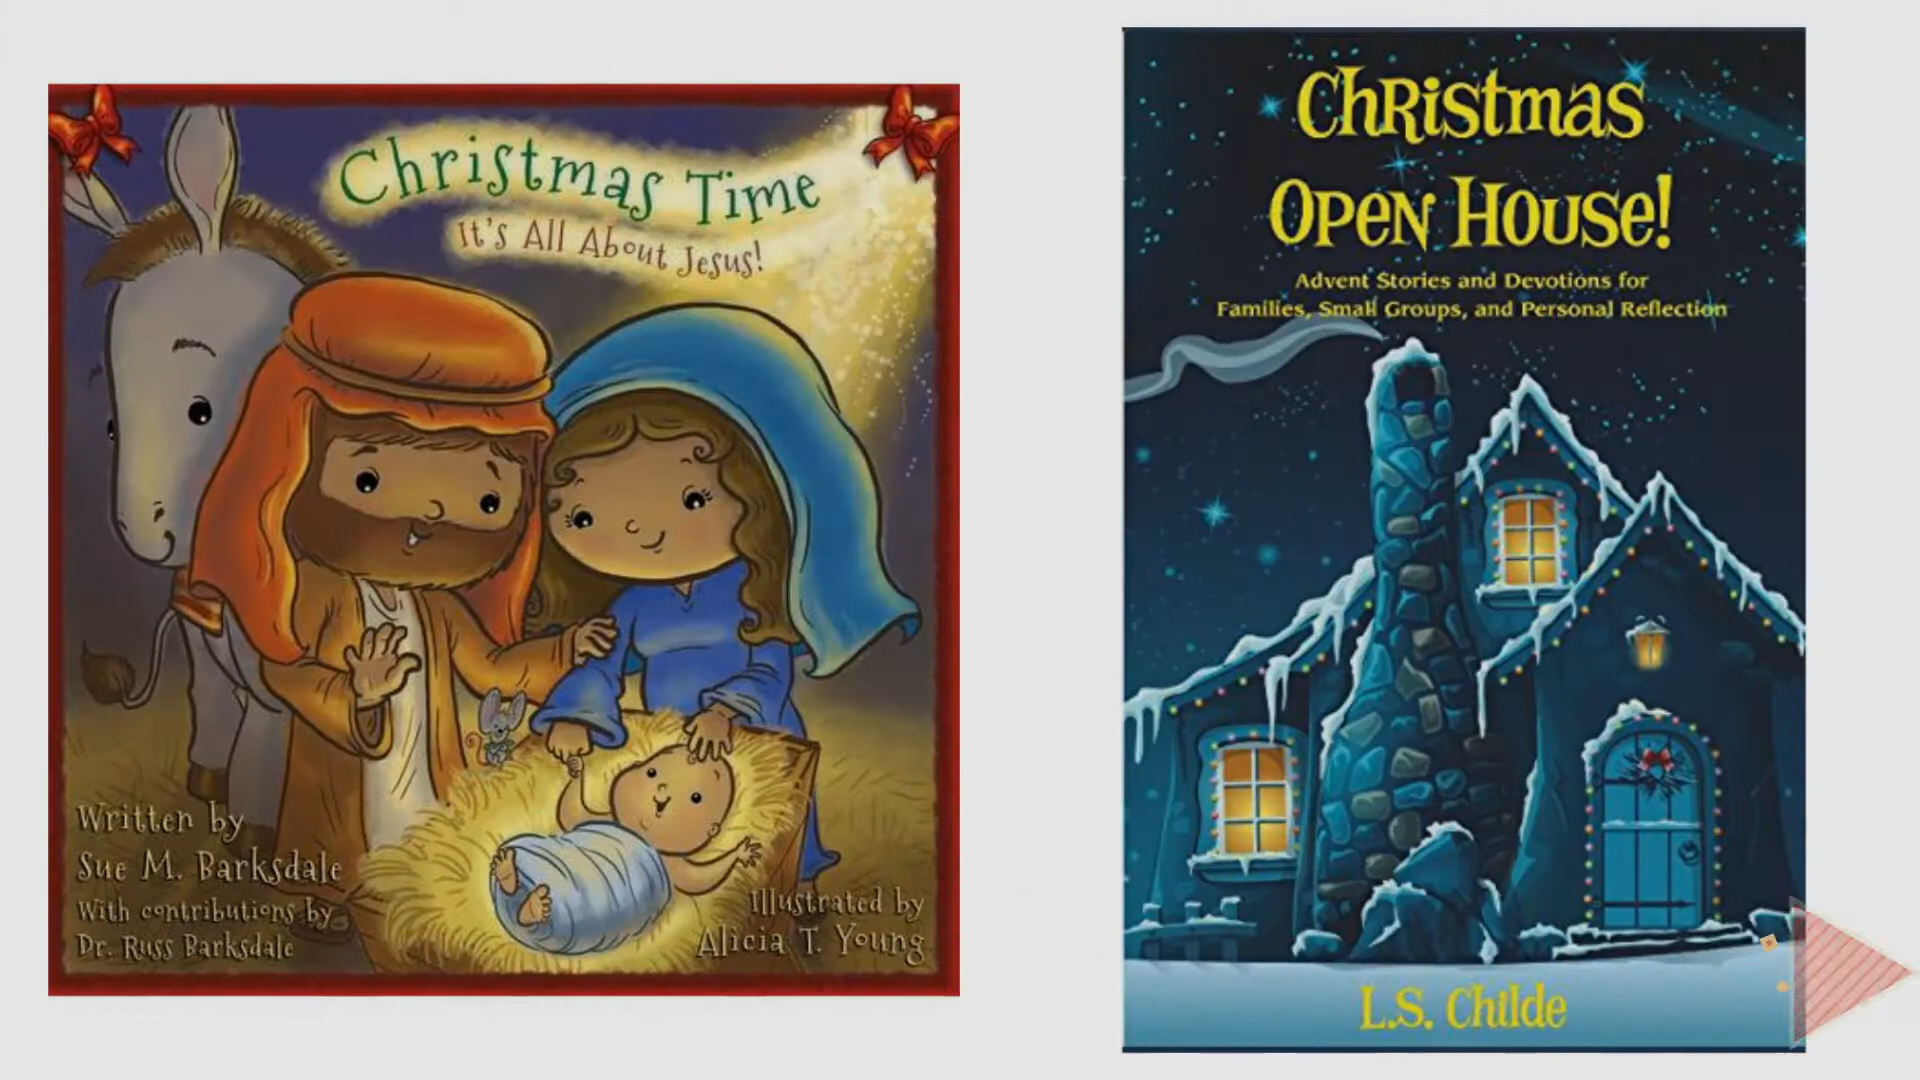 Christmas Time
It's All About Jesus!
Written by
Sue M. Barksdale
With contributions by
Dr. Russ Barksdale
Illustrated by
Alicia T. Young
Christmas
Open House!
Advent Stories and Devotions for
Families, Small Groups, and Personal Reflection
L.S. Childe